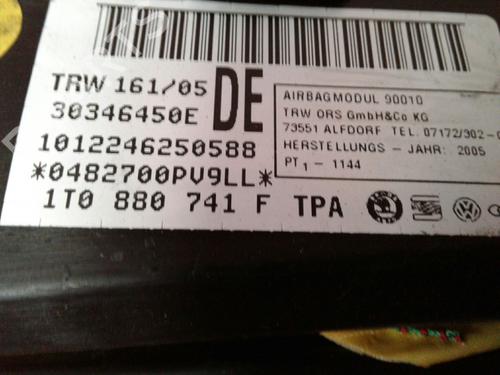 TRW 161/05
DE
30346450E
1012246250588
*0482700PV9LL*
1T0 880 741 F TPA
AIRBAGMODUL 90010
TRW ORS GmbH&Co KG
73551 ALFDORF TEL. 07172/302-0
HERSTELLUNGS - JAHR: 2005
PT1 - 1144